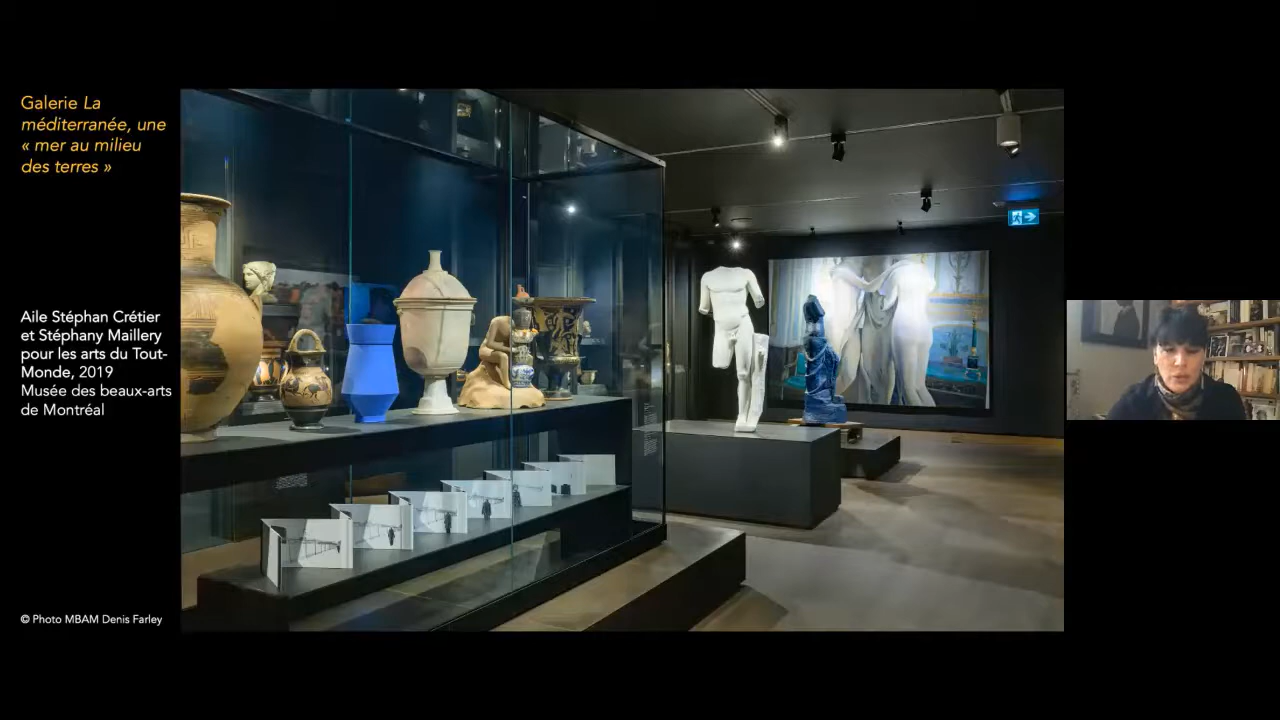 Galerie La
méditerranée, une
« mer au milieu
des terres »
Aile Stéphan Crétier
et Stéphany Maillery
pour les arts du Tout-
Monde, 2019
Musée des beaux-arts
de Montréal
© Photo MBAM Denis Farley